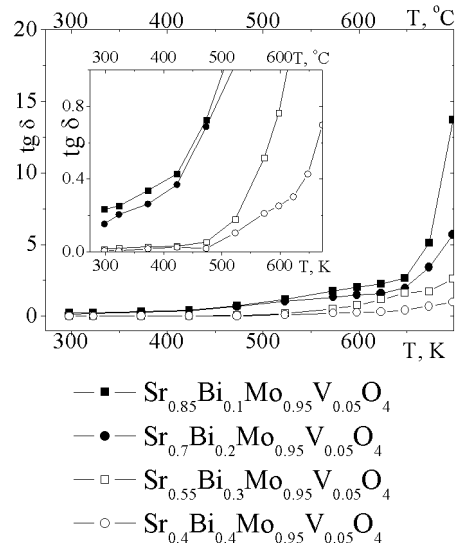 300 400 500 600 T, °C
20
15
10
5
0
tg δ
300 400 500 600 T, °C
0.8
0.4
0.0
tg δ
300 400 500 600
T, K
300 400 500 600
T, K
Sr0.85Bi0.1Mo0.95V0.05O4
Sr0.7Bi0.2Mo0.95V0.05O4
Sr0.55Bi0.3Mo0.95V0.05O4
Sr0.4Bi0.4Mo0.95V0.05O4